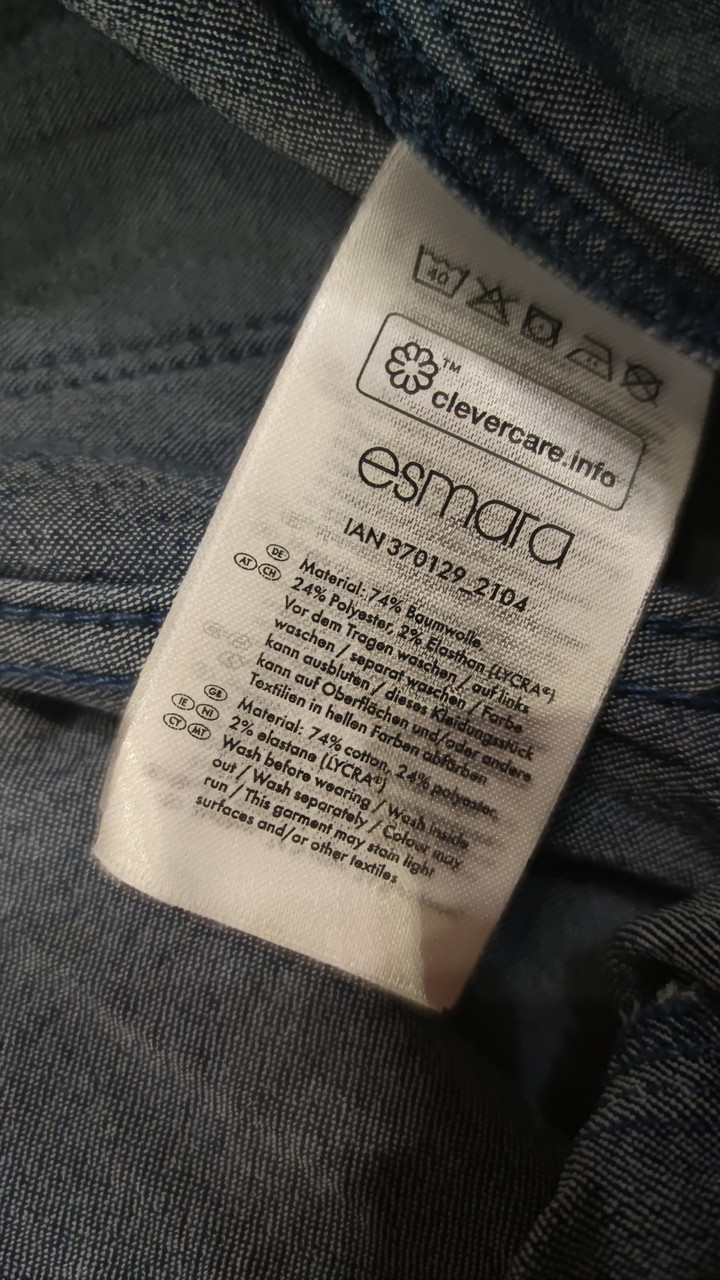 40
™
clevercare.info
esmara
IAN 370129_2104
DE
AT CH
Material: 74% Baumwolle,
24% Polyester, 2% Elasthan (LYCRA®)
Vor dem Tragen waschen / auf links
waschen / separat waschen / Farbe
kann ausbluten / dieses Kleidungsstück
kann auf Oberflächen und/oder andere
Textilien in hellen Farben abfärben
GB
IE NI
CY MT
Material: 74% cotton, 24% polyester,
2% elastane (LYCRA®)
Wash before wearing / Wash inside
out / Wash separately / Colour may
run / This garment may stain light
surfaces and/or other textiles